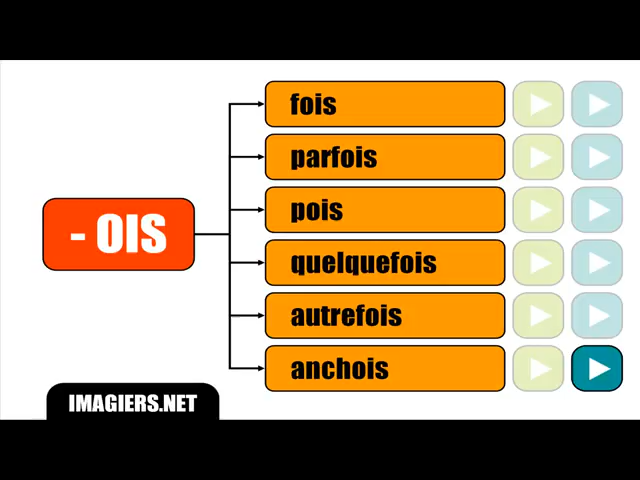 - OIS
fois
parfois
pois
quelquefois
autrefois
anchois
IMAGIERS.NET